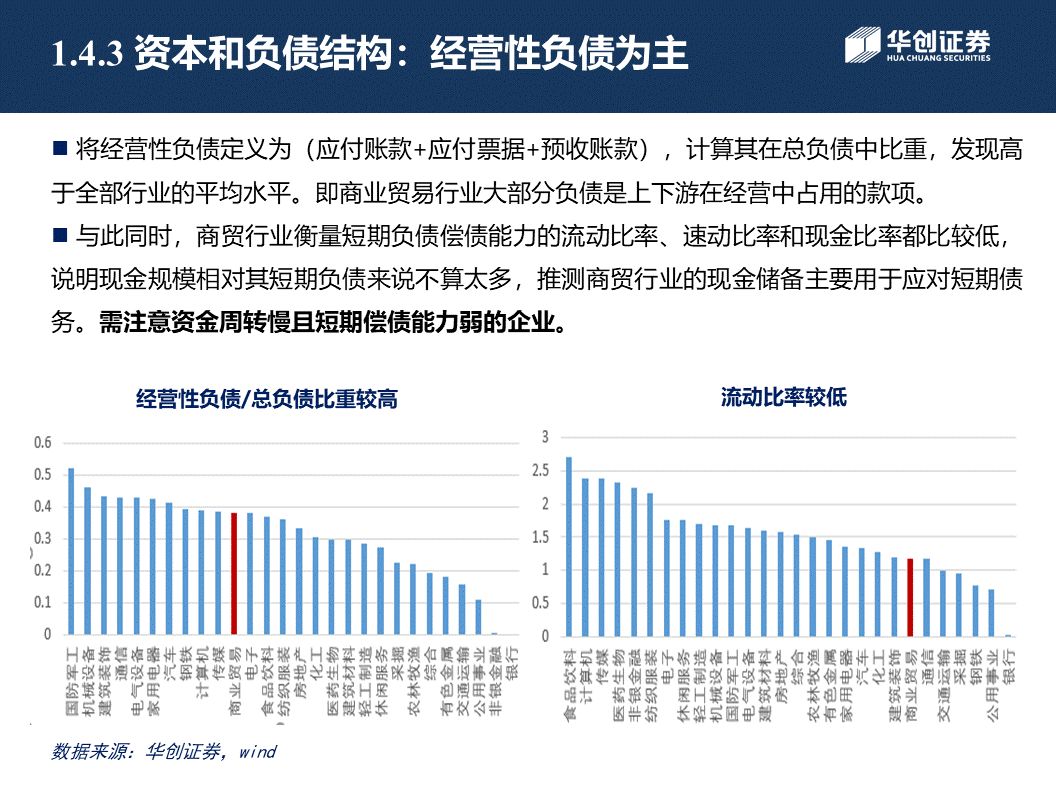 1.4.3 资本和负债结构：经营性负债为主
华创证券
HUA CHUANG SECURITIES
■ 将经营性负债定义为（应付账款+应付票据+预收账款），计算其在总负债中比重，发现高
于全部行业的平均水平。即商业贸易行业大部分负债是上下游在经营中占用的款项。
■ 与此同时，商贸行业衡量短期负债偿债能力的流动比率、速动比率和现金比率都比较低，
说明现金规模相对其短期负债来说不算太多，推测商贸行业的现金储备主要用于应对短期债
务。需注意资金周转慢且短期偿债能力弱的企业。
经营性负债/总负债比重较高
0.6
0.5
0.4
0.3
0.2
0.1
0
国防军工
机械设备
建筑装饰
通信
电气设备
家用电器
汽车
钢铁
计算机
传媒
商业贸易
电子
食品饮料
纺织服装
房地产
化工
医药生物
建筑材料
轻工制造
休闲服务
采掘
农林牧渔
综合
有色金属
交通运输
公用事业
非银金融
银行
流动比率较低
3
2.5
2
1.5
1
0.5
0
食品饮料
计算机
传媒
医药生物
非银金融
纺织服装
电子
休闲服务
轻工制造
机械设备
国防军工
电气设备
建筑材料
房地产
综合
农林牧渔
有色金属
家用电器
汽车
化工
建筑装饰
商业贸易
通信
交通运输
采掘
钢铁
公用事业
银行
数据来源：华创证券，wind